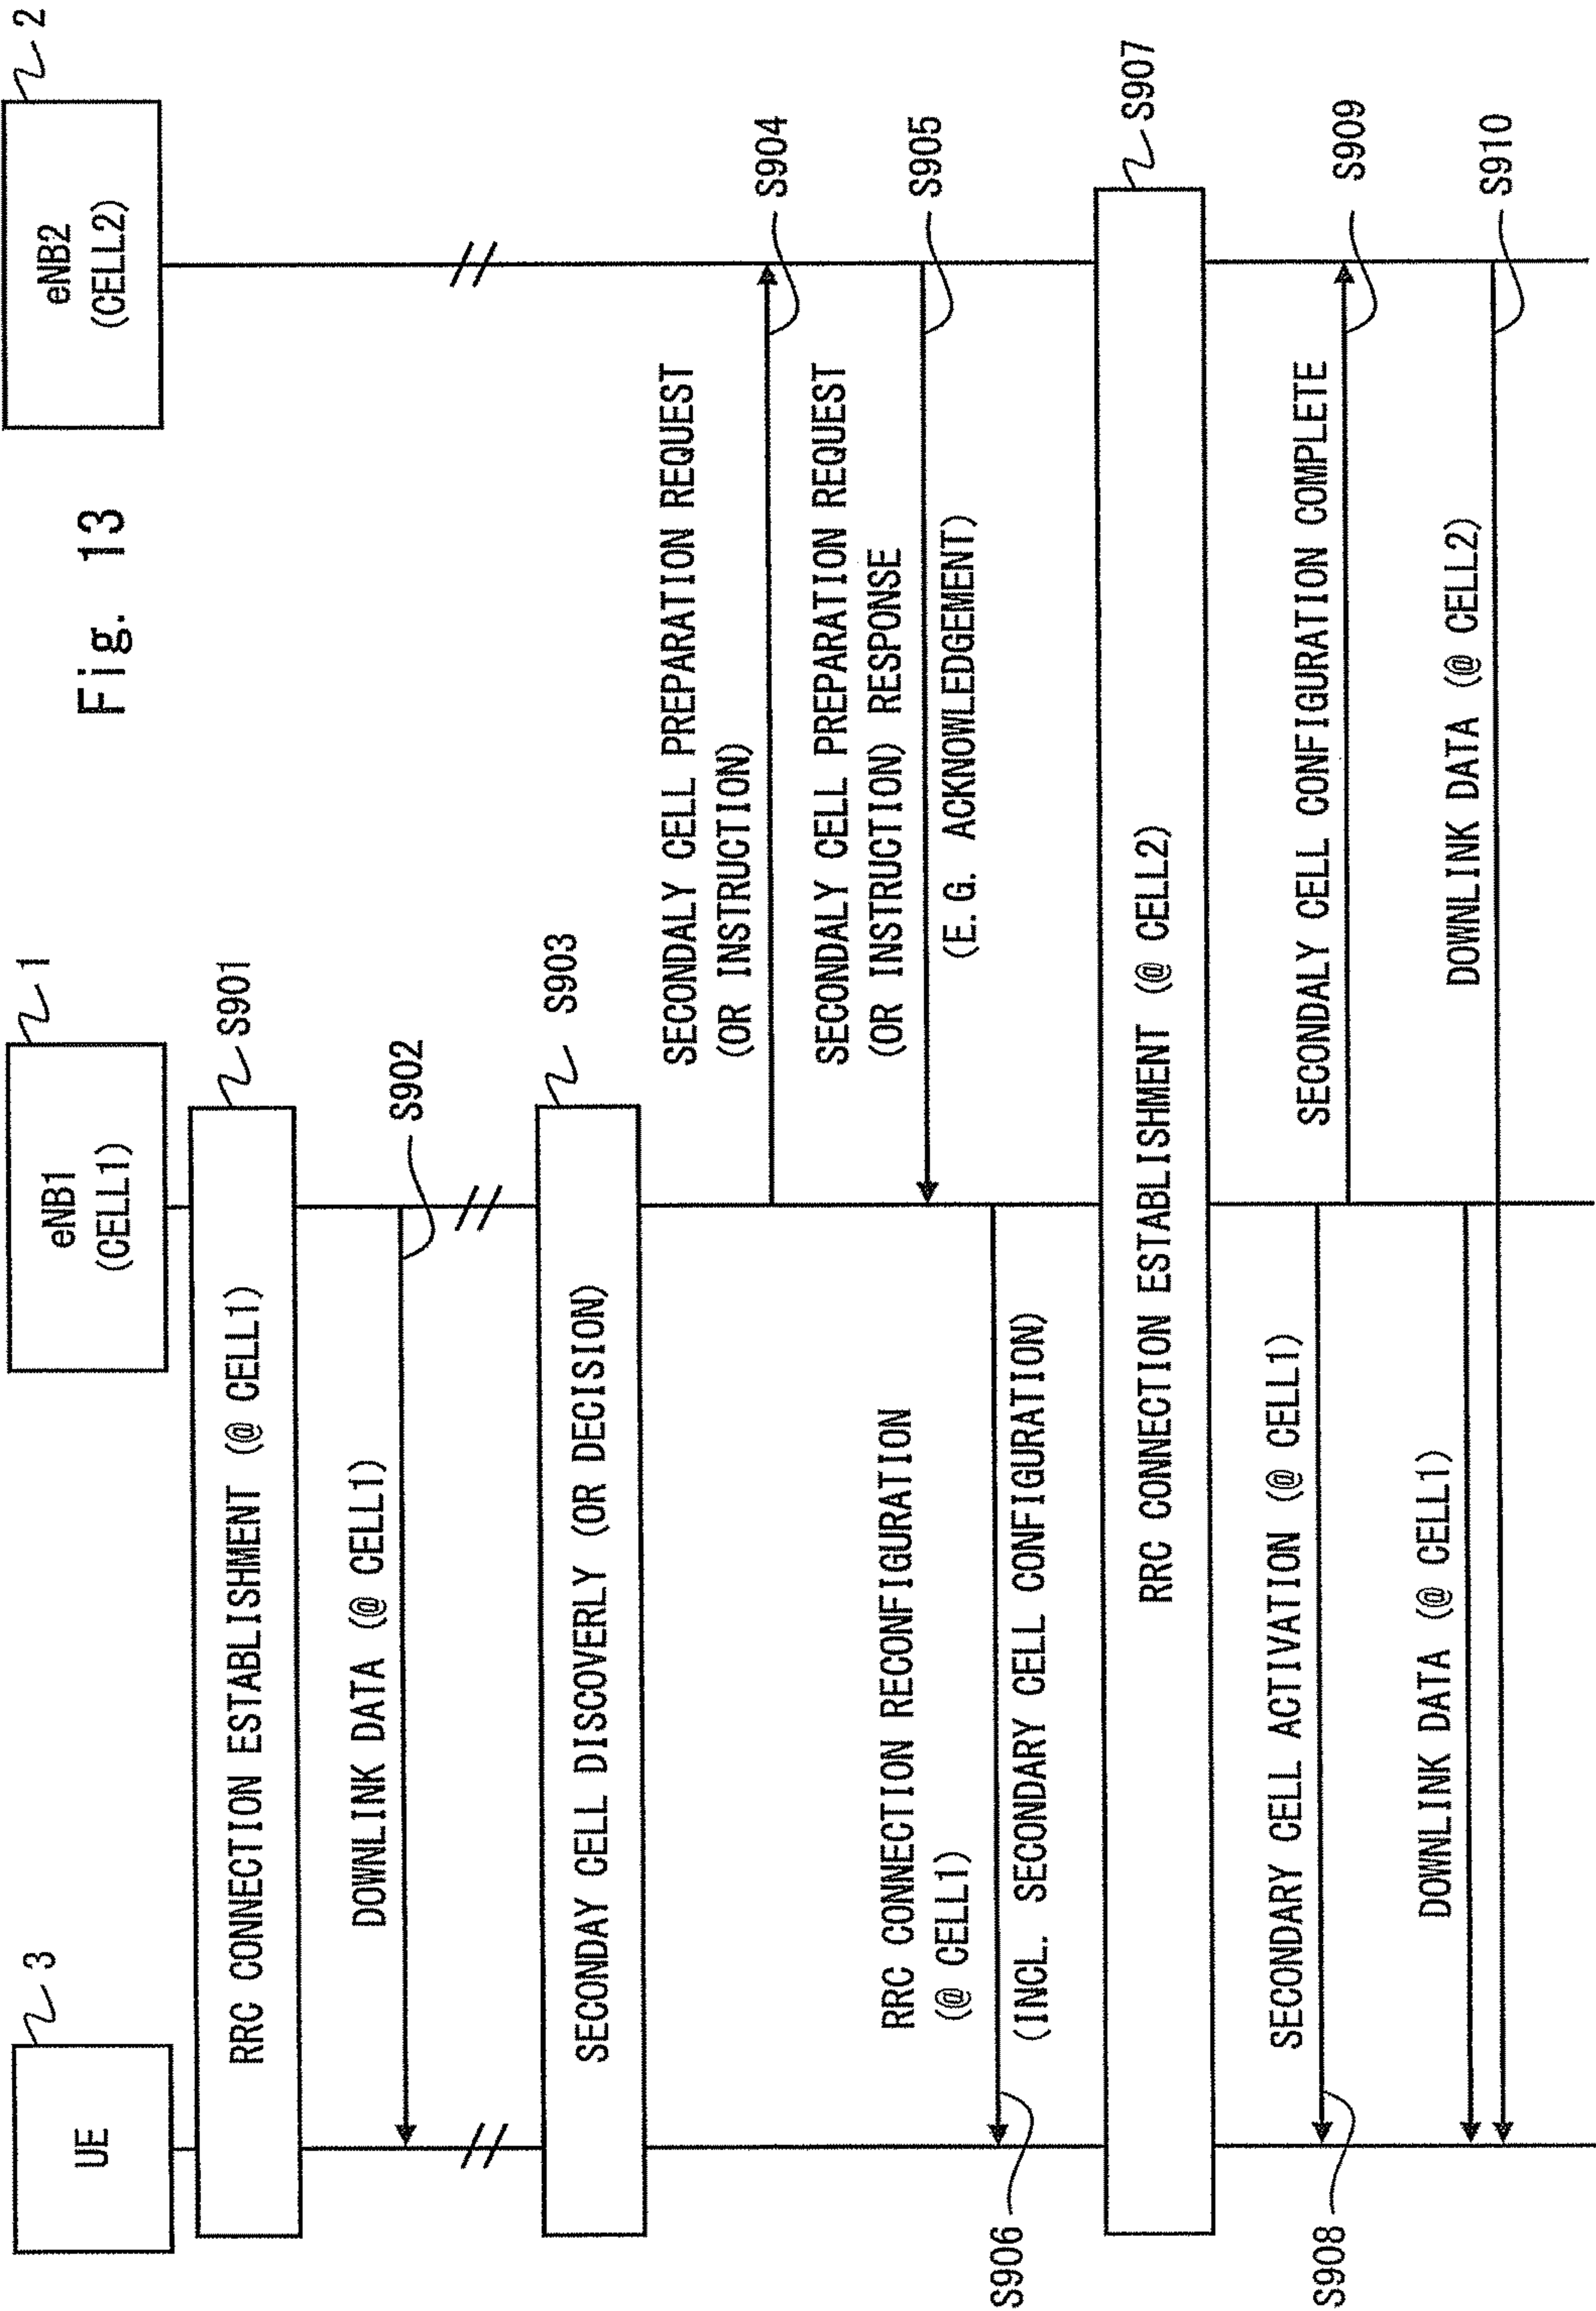 Fig. 13
UE
3
eNB1
(CELL1)
1
eNB2
(CELL2)
2
RRC CONNECTION ESTABLISHMENT (@ CELL1)
S901
DOWNLINK DATA (@ CELL1)
S902
SECONDAY CELL DISCOVERLY (OR DECISION)
S903
SECONDALY CELL PREPARATION REQUEST
(OR INSTRUCTION)
S904
SECONDALY CELL PREPARATION REQUEST
(OR INSTRUCTION) RESPONSE
(E.G. ACKNOWLEDGEMENT)
S905
RRC CONNECTION RECONFIGURATION
(@ CELL1)
(INCL. SECONDARY CELL CONFIGURATION)
S906
RRC CONNECTION ESTABLISHMENT (@ CELL2)
S907
SECONDARY CELL ACTIVATION (@ CELL1)
S908
SECONDALY CELL CONFIGURATION COMPLETE
S909
DOWNLINK DATA (@ CELL1)
DOWNLINK DATA (@ CELL2)
S910